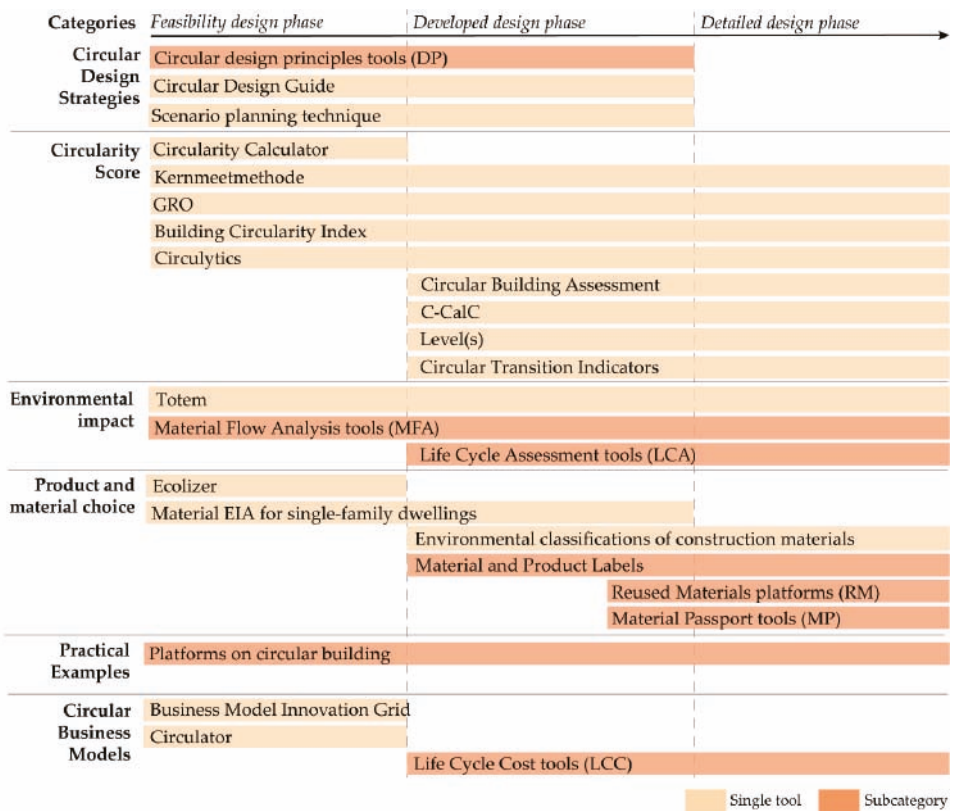 Categories Feasibility design phase Developed design phase Detailed design phase
Circular Design Strategies
Circular design principles tools (DP)
Circular Design Guide
Scenario planning technique
Circularity Score
Circularity Calculator
Kernmeetmethode
GRO
Building Circularity Index
Circulytics
Circular Building Assessment
C-CalC
Level(s)
Circular Transition Indicators
Environmental impact
Totem
Material Flow Analysis tools (MFA)
Life Cycle Assessment tools (LCA)
Product and material choice
Ecolizer
Material EIA for single-family dwellings
Environmental classifications of construction materials
Material and Product Labels
Reused Materials platforms (RM)
Material Passport tools (MP)
Practical Examples
Platforms on circular building
Circular Business Models
Business Model Innovation Grid
Circulator
Life Cycle Cost tools (LCC)
Single tool Subcategory